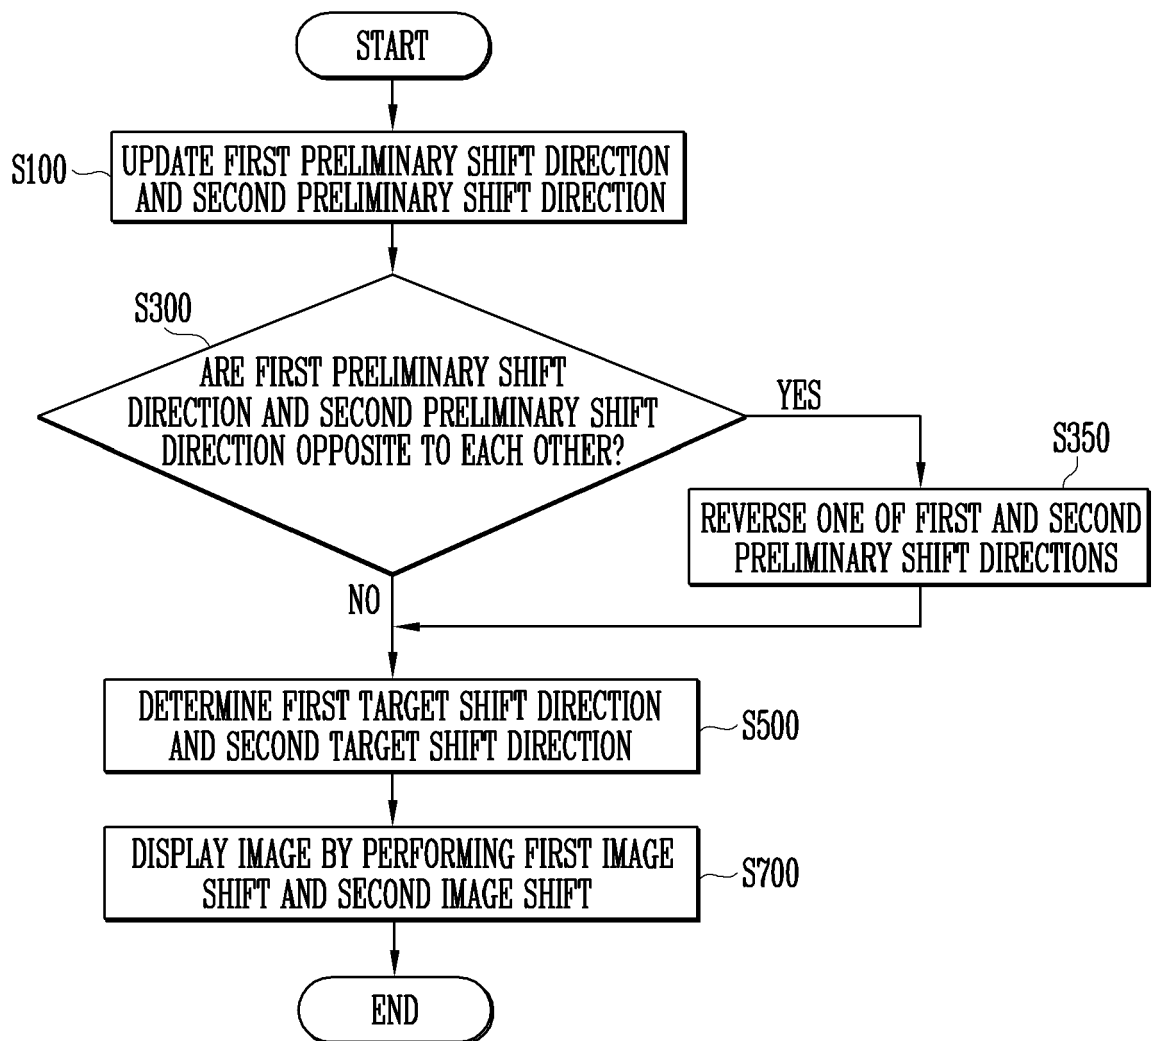 START
S100
UPDATE FIRST PRELIMINARY SHIFT DIRECTION
AND SECOND PRELIMINARY SHIFT DIRECTION
S300
ARE FIRST PRELIMINARY SHIFT
DIRECTION AND SECOND PRELIMINARY SHIFT
DIRECTION OPPOSITE TO EACH OTHER?
YES
S350
REVERSE ONE OF FIRST AND SECOND
PRELIMINARY SHIFT DIRECTIONS
NO
DETERMINE FIRST TARGET SHIFT DIRECTION
AND SECOND TARGET SHIFT DIRECTION
S500
DISPLAY IMAGE BY PERFORMING FIRST IMAGE
SHIFT AND SECOND IMAGE SHIFT
S700
END